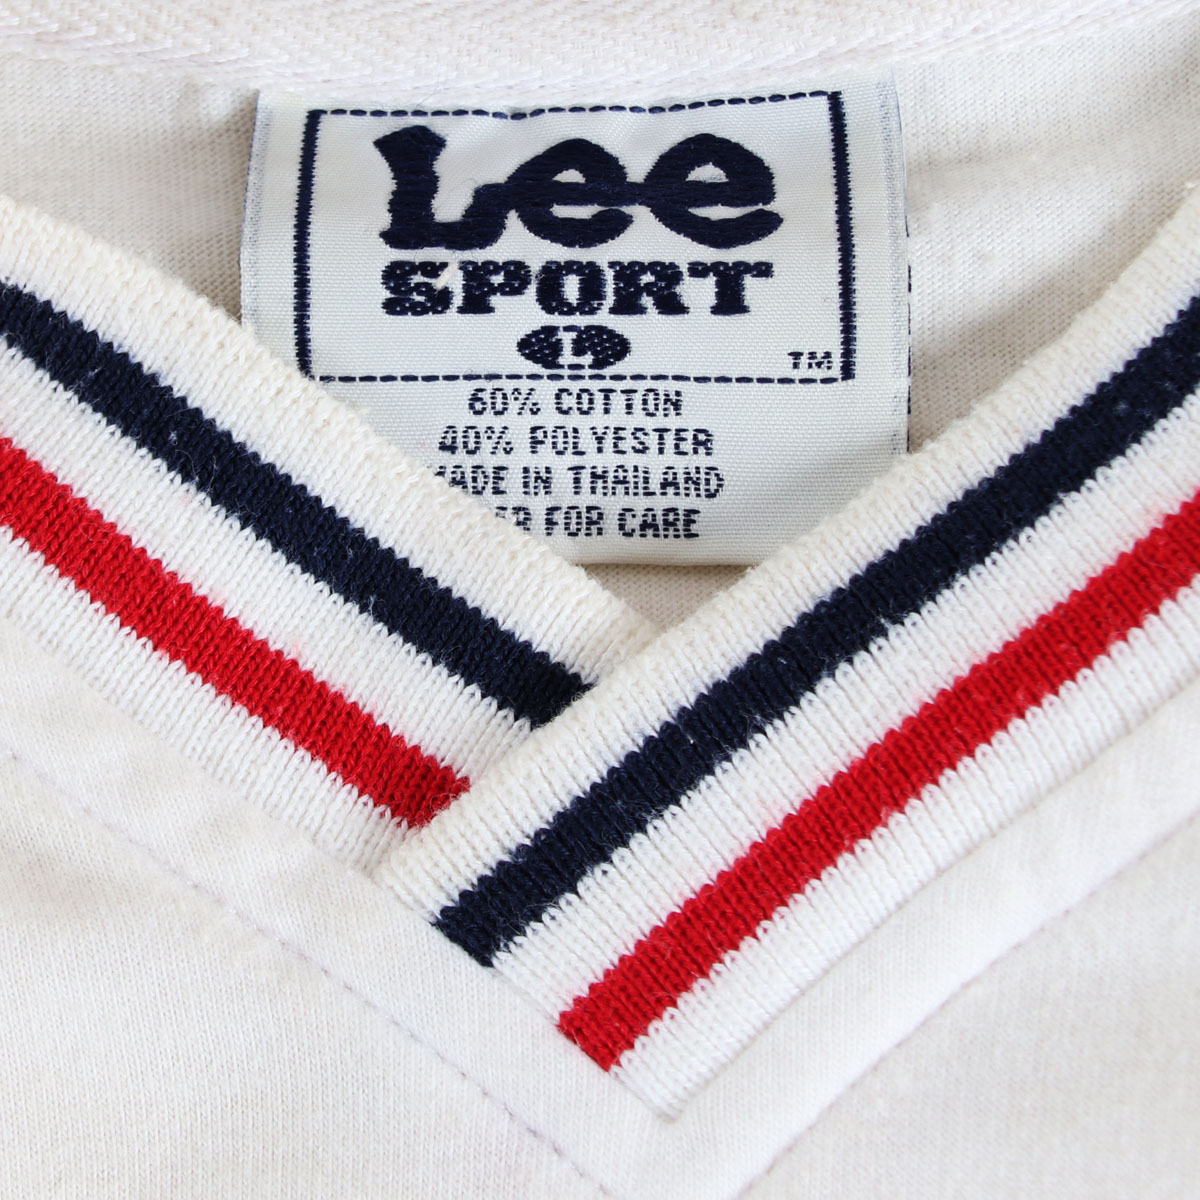 Lee
SPORT
L
TM
60% COTTON
40% POLYESTER
MADE IN THAILAND
FOR CARE